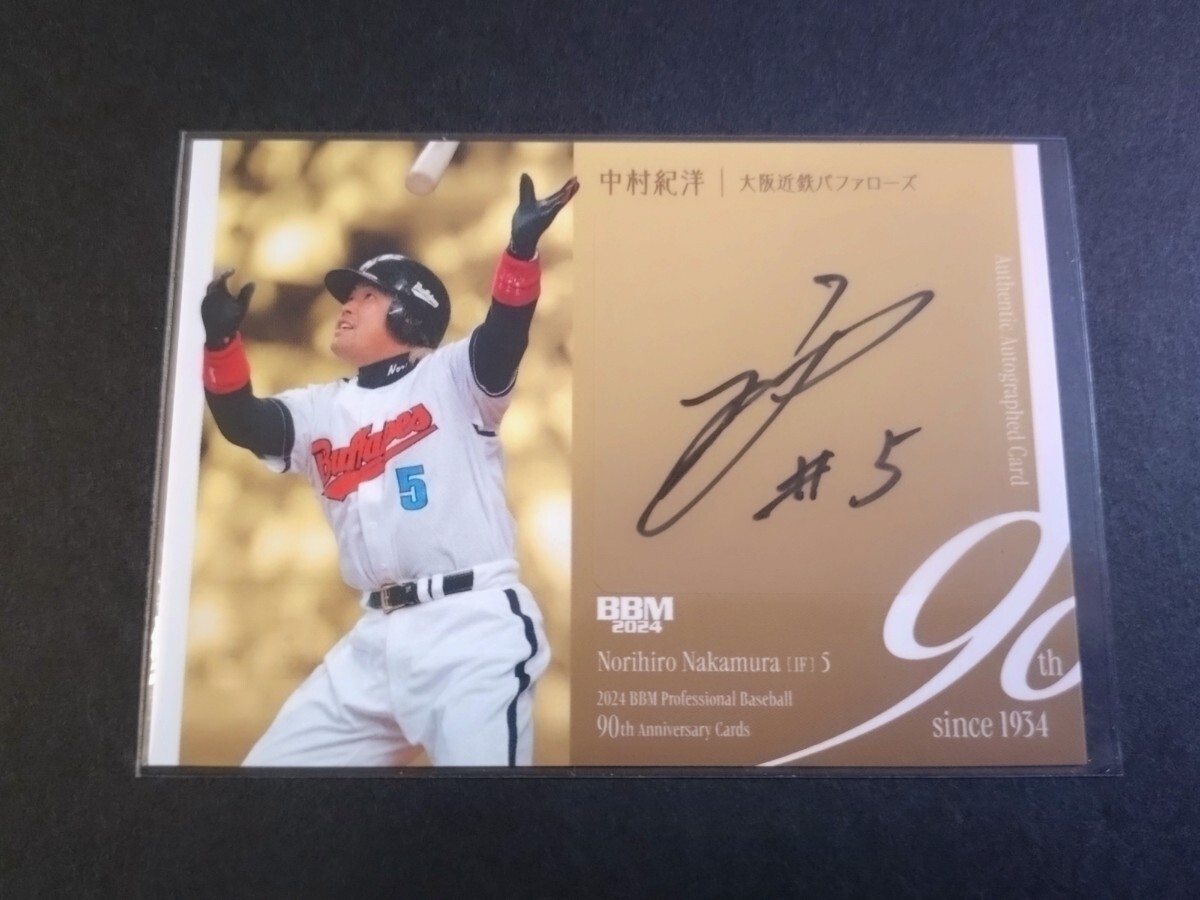 中村紀洋 | 大阪近鉄バファローズ
Authentic Autographed Card
Buffaloes
Buffaloes
5
#5
BBM
2024
Norihiro Nakamura [IF] 5
2024 BBM Professional Baseball
90th Anniversary Cards
90th
since 1934